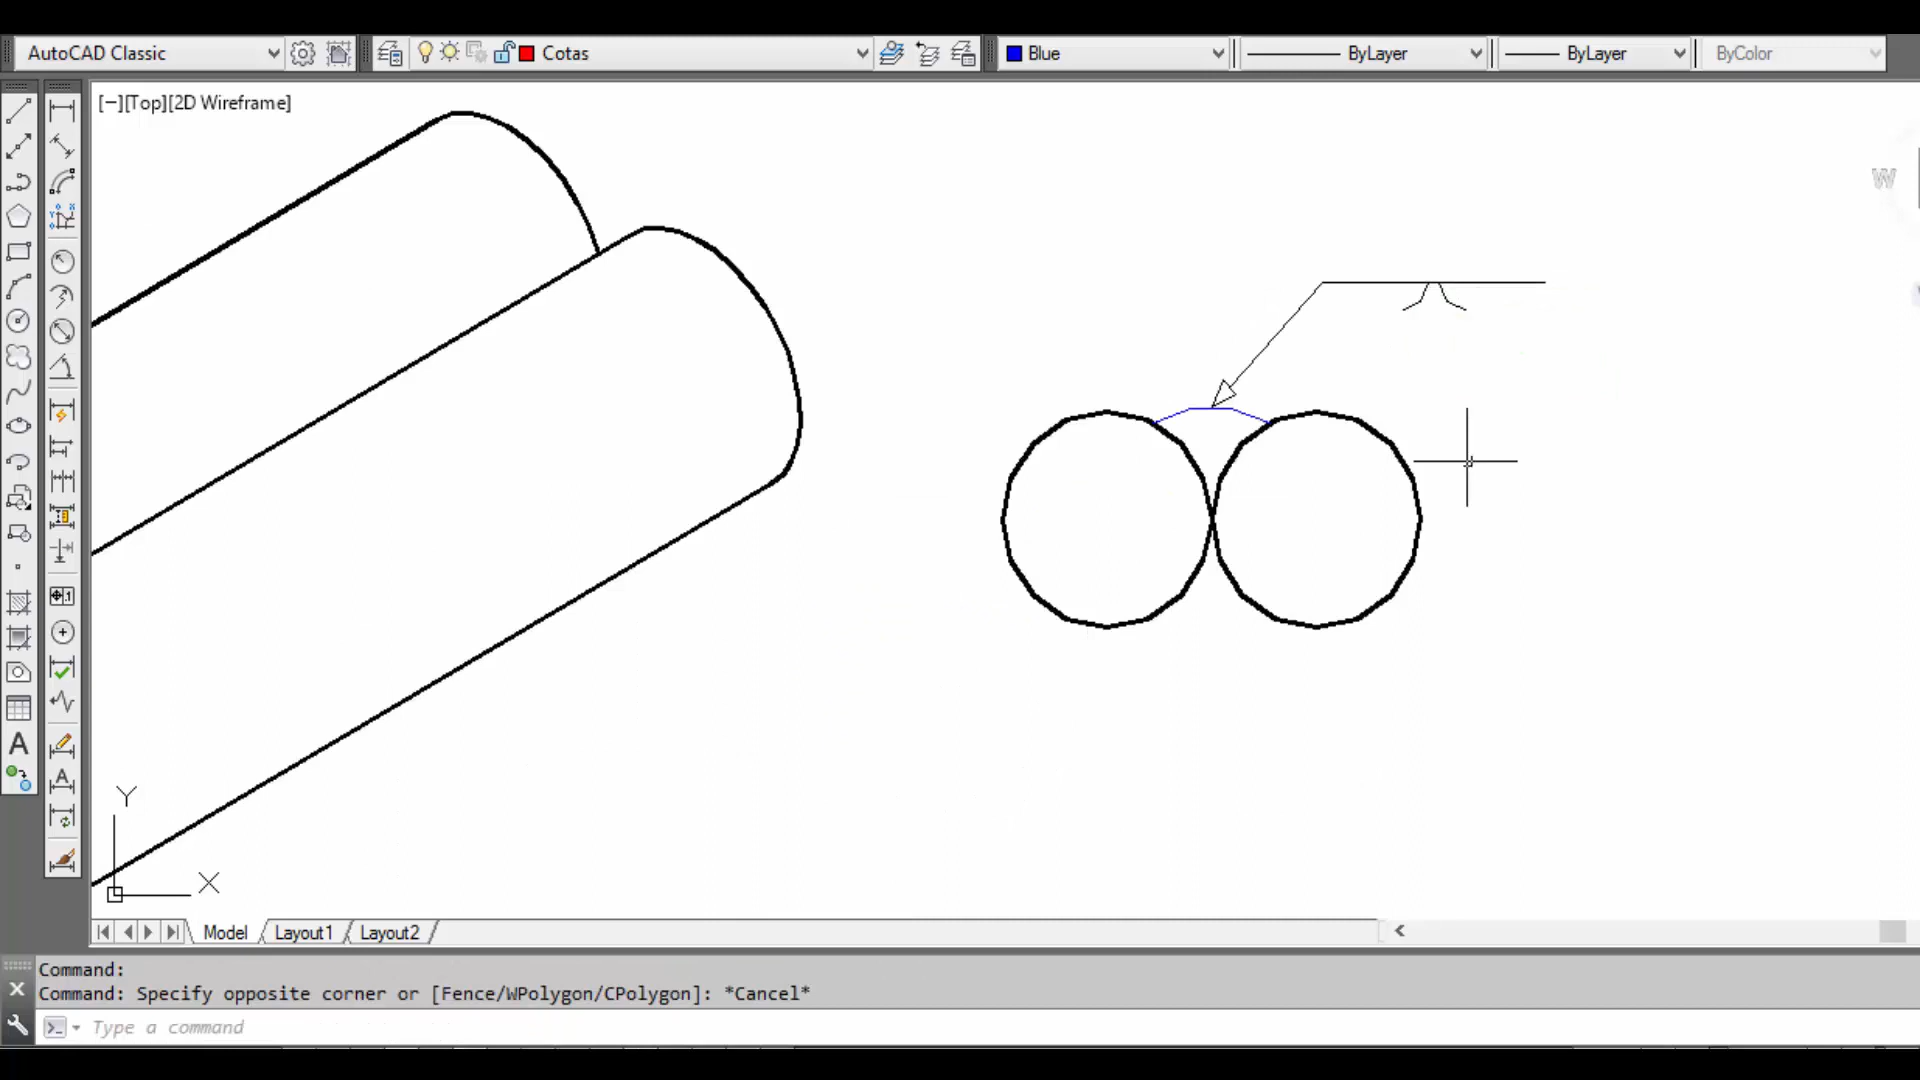 AutoCAD Classic
Cotas
Blue
ByLayer
ByLayer
ByColor
[−][Top][2D Wireframe]
W
A
Y
X
Model
Layout1
Layout2
Command:
Command: Specify opposite corner or [Fence/WPolygon/CPolygon]: *Cancel*
Type a command